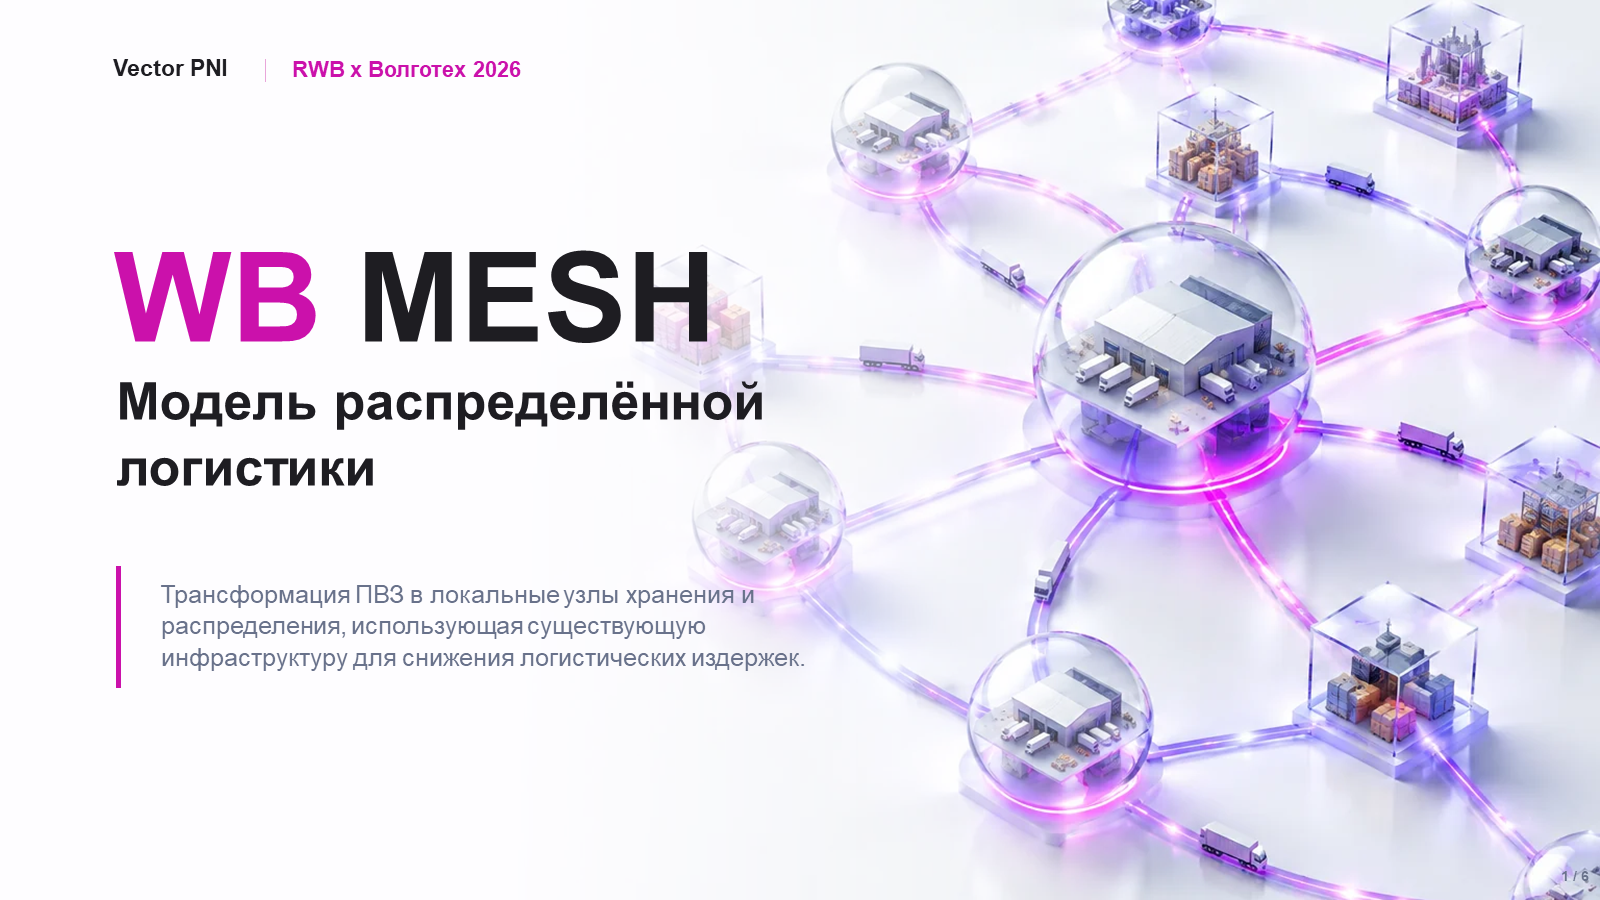 Vector PNI
RWB x Волготех 2026
WB MESH
Модель распределённой
логистики
Трансформация ПВЗ в локальные узлы хранения и
распределения, использующая существующую
инфраструктуру для снижения логистических издержек.
1 / 6